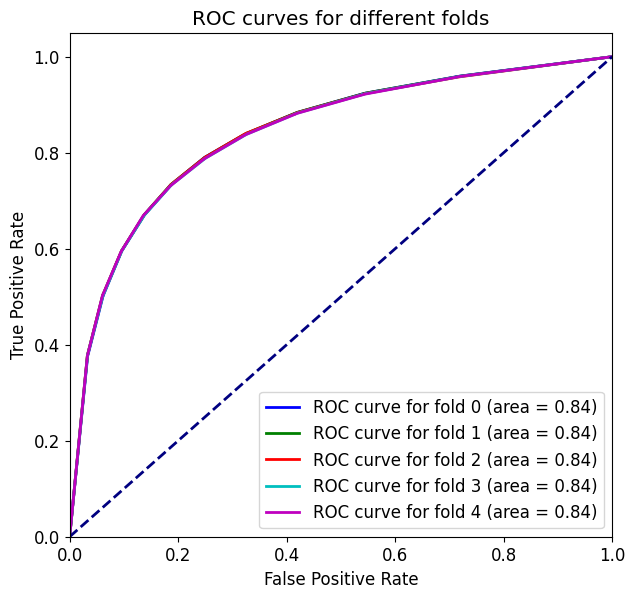 ROC curves for different folds
1.0
0.8
0.6
0.4
0.2
0.0
True Positive Rate
ROC curve for fold 0 (area = 0.84)
ROC curve for fold 1 (area = 0.84)
ROC curve for fold 2 (area = 0.84)
ROC curve for fold 3 (area = 0.84)
ROC curve for fold 4 (area = 0.84)
0.0 0.2 0.4 0.6 0.8 1.0
False Positive Rate